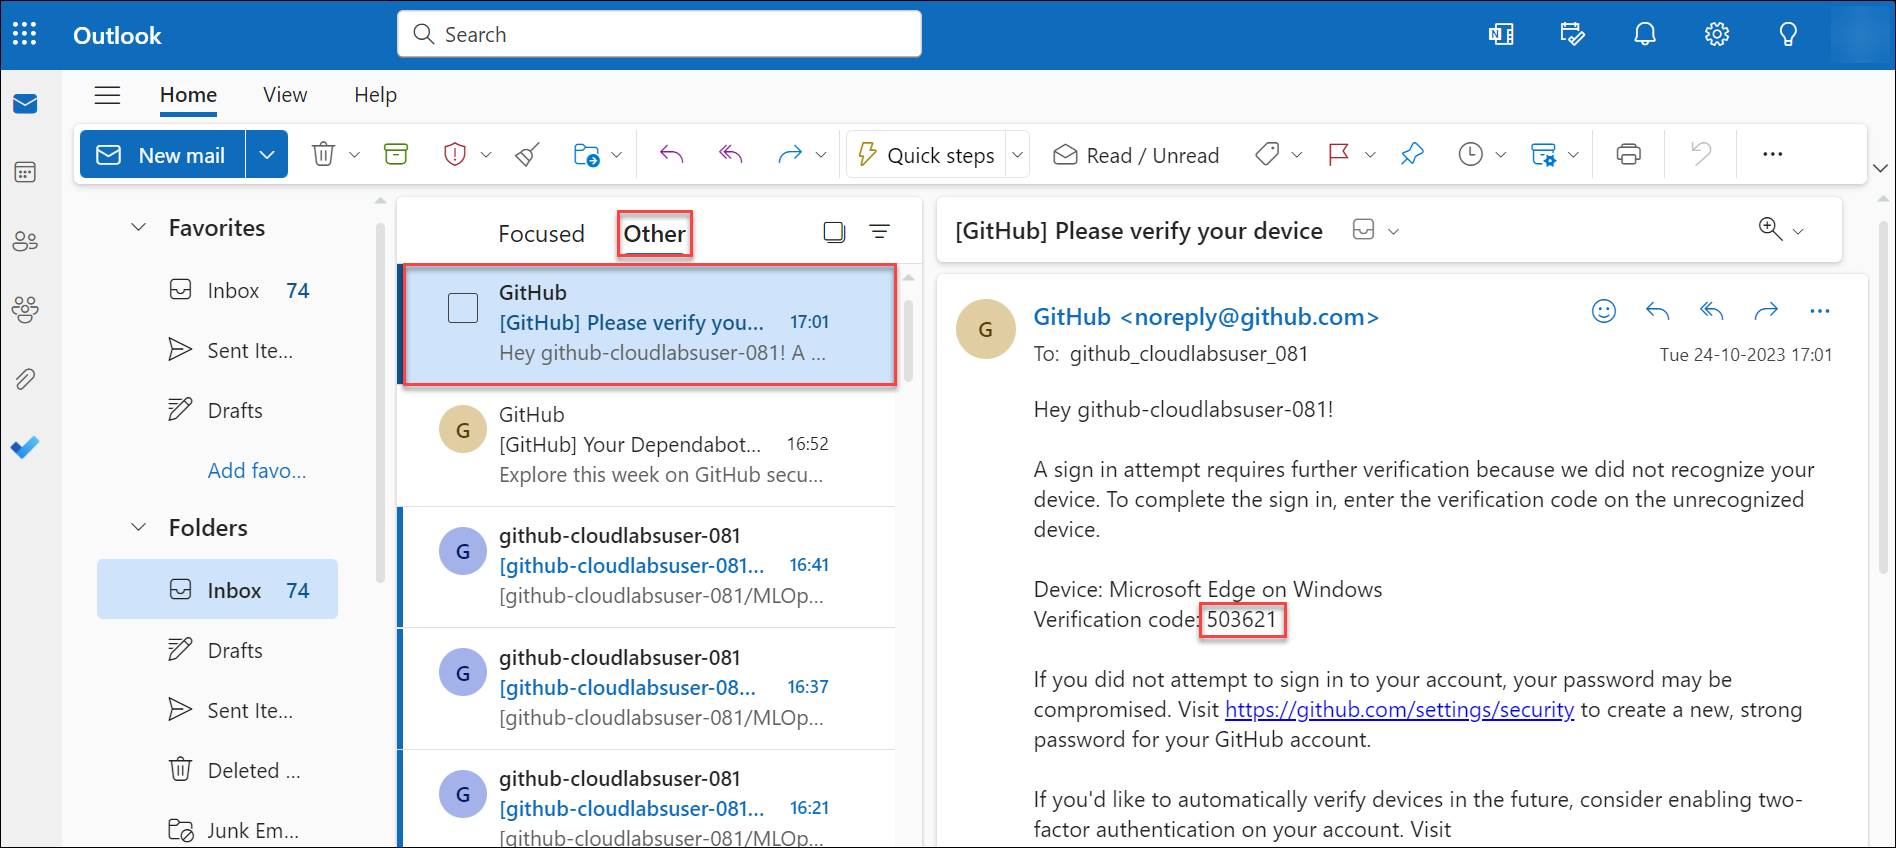 Outlook
Search
Home
View
Help
New mail
Quick steps
Read / Unread
Favorites
Inbox 74
Sent Ite...
Drafts
Add favo...
Folders
Inbox 74
Drafts
Sent Ite...
Deleted ...
Junk Em...
Focused
Other
GitHub
[GitHub] Please verify you... 17:01
Hey github-cloudlabsuser-081! A ...
G
GitHub
[GitHub] Your Dependabot... 16:52
Explore this week on GitHub secu...
G
github-cloudlabsuser-081
[github-cloudlabsuser-081... 16:41
[github-cloudlabsuser-081/MLOp...
G
github-cloudlabsuser-081
[github-cloudlabsuser-08... 16:37
[github-cloudlabsuser-081/MLOp...
G
github-cloudlabsuser-081
[github-cloudlabsuser-081... 16:21
[github-cloudlabsuser-081/MLOp...
[GitHub] Please verify your device
G
GitHub <noreply@github.com>
To: github_cloudlabsuser_081
Tue 24-10-2023 17:01
Hey github-cloudlabsuser-081!
A sign in attempt requires further verification because we did not recognize your
device. To complete the sign in, enter the verification code on the unrecognized
device.
Device: Microsoft Edge on Windows
Verification code: 503621
If you did not attempt to sign in to your account, your password may be
compromised. Visit https://github.com/settings/security to create a new, strong
password for your GitHub account.
If you'd like to automatically verify devices in the future, consider enabling two-
factor authentication on your account. Visit